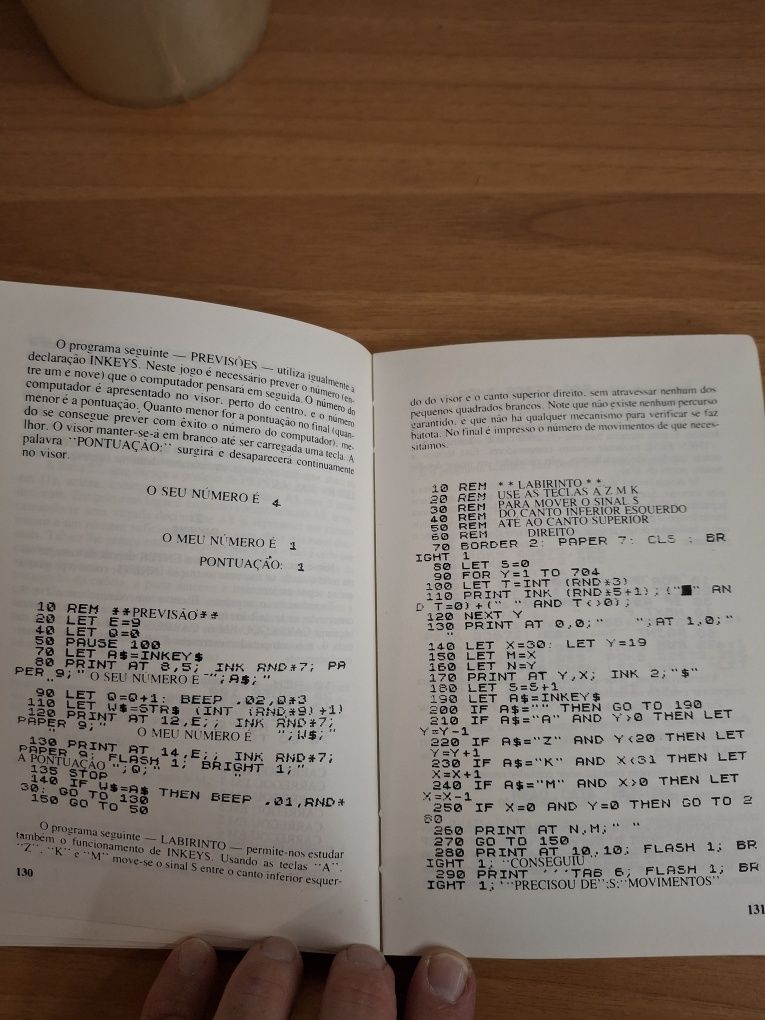 O programa seguinte — PREVISÕES — utiliza igualmente a
declaração INKEYS. Neste jogo é necessário prever o número (en-
tre um e nove) que o computador pensará em seguida. O número do
computador é apresentado no visor, perto do centro, e o número
menor é a pontuação. Quanto menor for a pontuação no final (quan-
do se consegue prever com êxito o número do computador), me-
lhor. O visor manter-se-á em branco até ser carregada uma tecla. A
palavra "PONTUAÇÃO:" surgirá e desaparecerá continuamente
no visor.
O SEU NÚMERO É 4
O MEU NÚMERO É 1
PONTUAÇÃO: 1
10 REM **PREVISÃO**
20 LET E=9
40 LET Q=0
50 PAUSE 100
70 LET A$=INKEY$
80 PRINT AT 8,5; INK RND*7; PA
PER 9;" O SEU NÚMERO É ";A$;"
"
90 LET Q=Q+1: BEEP .02,Q*3
110 LET W$=STR$ (INT (RND*9)+1)
120 PRINT AT 12,E;; INK RND*7;
PAPER 9;" O MEU NÚMERO É ";W$;"
"
130 PRINT AT 14,E;; INK RND*7;
PAPER 9; FLASH 1; BRIGHT 1;"
A PONTUAÇÃO ";Q;" "
135 STOP
140 IF W$=A$ THEN BEEP .01,RND*
30: GO TO 130
150 GO TO 50
O programa seguinte — LABIRINTO — permite-nos estudar
também o funcionamento de INKEYS. Usando as teclas "A",
"Z", "K" e "M" move-se o sinal S entre o canto inferior esquer-
130
do do visor e o canto superior direito, sem atravessar nenhum dos
pequenos quadrados brancos. Note que não existe nenhum percurso
garantido, e que não há qualquer mecanismo para verificar se faz
batota. No final é impresso o número de movimentos de que neces-
sitámos.
10 REM **LABIRINTO**
20 REM USE AS TECLAS A Z M K
30 REM PARA MOVER O SINAL S
40 REM DO CANTO INFERIOR ESQUERDO
50 REM ATE AO CANTO SUPERIOR
60 REM DIREITO
70 BORDER 2: PAPER 7: CLS : BR
IGHT 1
50 LET S=0
90 FOR Y=1 TO 704
100 LET T=INT (RND*3)
110 PRINT INK (RND*5+1);("■" AN
D T=0)+(" " AND T<>0);
120 NEXT Y
130 PRINT AT 0,0;" ";AT 1,0;"
"
140 LET X=30: LET Y=19
150 LET M=X
160 LET N=Y
170 PRINT AT Y,X; INK 2;"$"
180 LET S=S+1
190 LET A$=INKEY$
200 IF A$="" THEN GO TO 190
210 IF A$="A" AND Y>0 THEN LET
Y=Y-1
220 IF A$="Z" AND Y<20 THEN LET
Y=Y+1
230 IF A$="K" AND X<31 THEN LET
X=X+1
240 IF A$="M" AND X>0 THEN LET
X=X-1
250 IF X=0 AND Y=0 THEN GO TO 2
80
260 PRINT AT N,M;" "
270 GO TO 150
280 PRINT AT 10,10; FLASH 1; BR
IGHT 1; "CONSEGUIU
290 PRINT '''TAB 6; FLASH 1; BR
IGHT 1;"PRECISOU DE";S;"MOVIMENTOS"
131